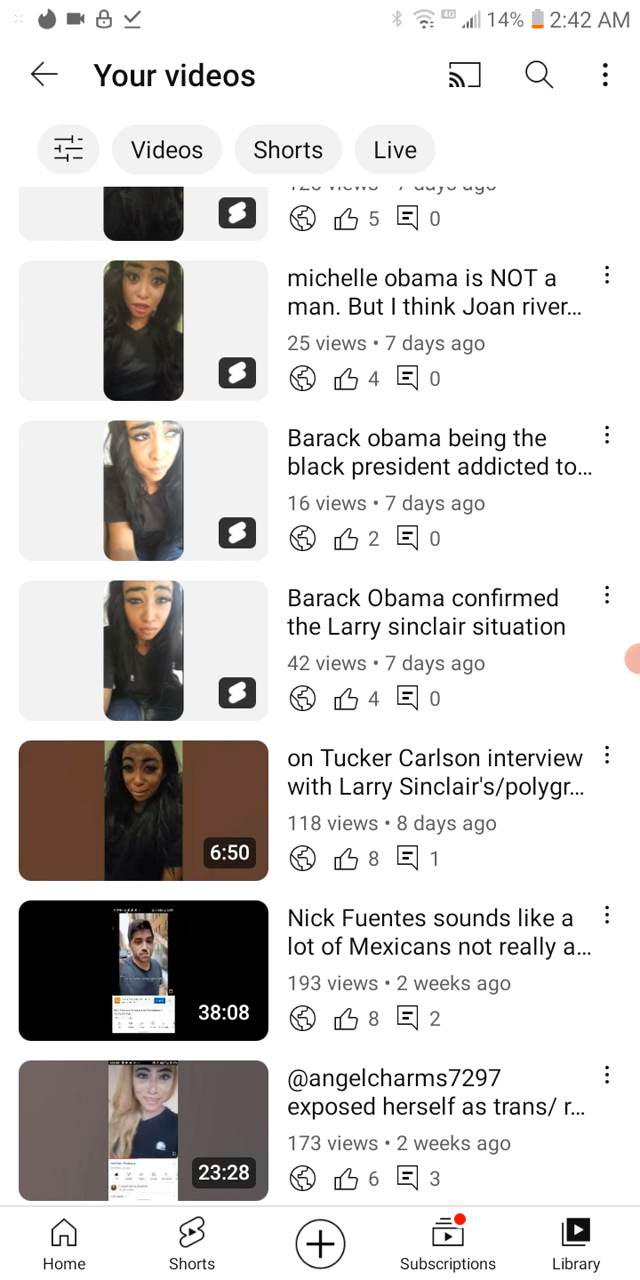 4G
14%
2:42 AM
Your videos
Videos
Shorts
Live
views • 7 days ago
5
0
michelle obama is NOT a
man. But I think Joan river...
25 views • 7 days ago
4
0
Barack obama being the
black president addicted to...
16 views • 7 days ago
2
0
Barack Obama confirmed
the Larry sinclair situation
42 views • 7 days ago
4
0
6:50
on Tucker Carlson interview
with Larry Sinclair's/polygr...
118 views • 8 days ago
8
1
38:08
Nick Fuentes sounds like a
lot of Mexicans not really a...
193 views • 2 weeks ago
8
2
23:28
@angelcharms7297
exposed herself as trans/ r...
173 views • 2 weeks ago
6
3
Home
Shorts
Subscriptions
Library